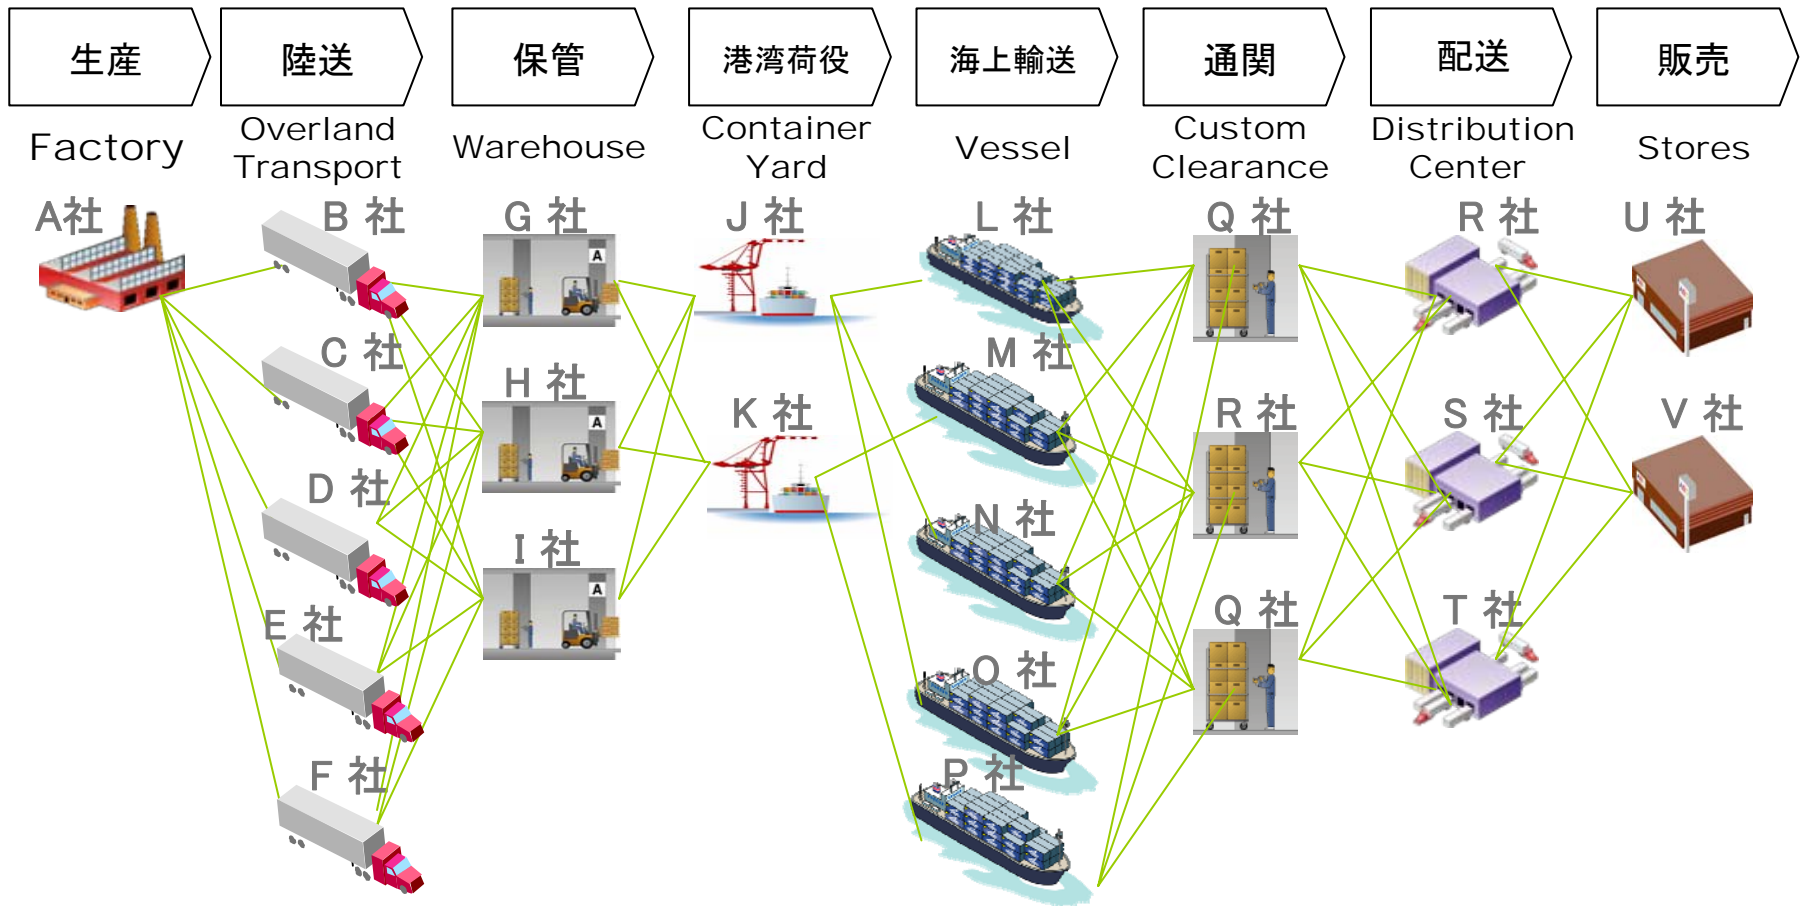 生産
陸送
保管
港湾荷役
海上輸送
通関
配送
販売
Factory
Overland
Transport
Warehouse
Container
Yard
Vessel
Custom
Clearance
Distribution
Center
Stores
A社
B 社
C 社
D 社
E 社
F 社
G 社
A
H 社
A
I 社
A
J 社
K 社
L 社
M 社
N 社
O 社
P 社
Q 社
R 社
Q 社
R 社
S 社
T 社
U 社
V 社